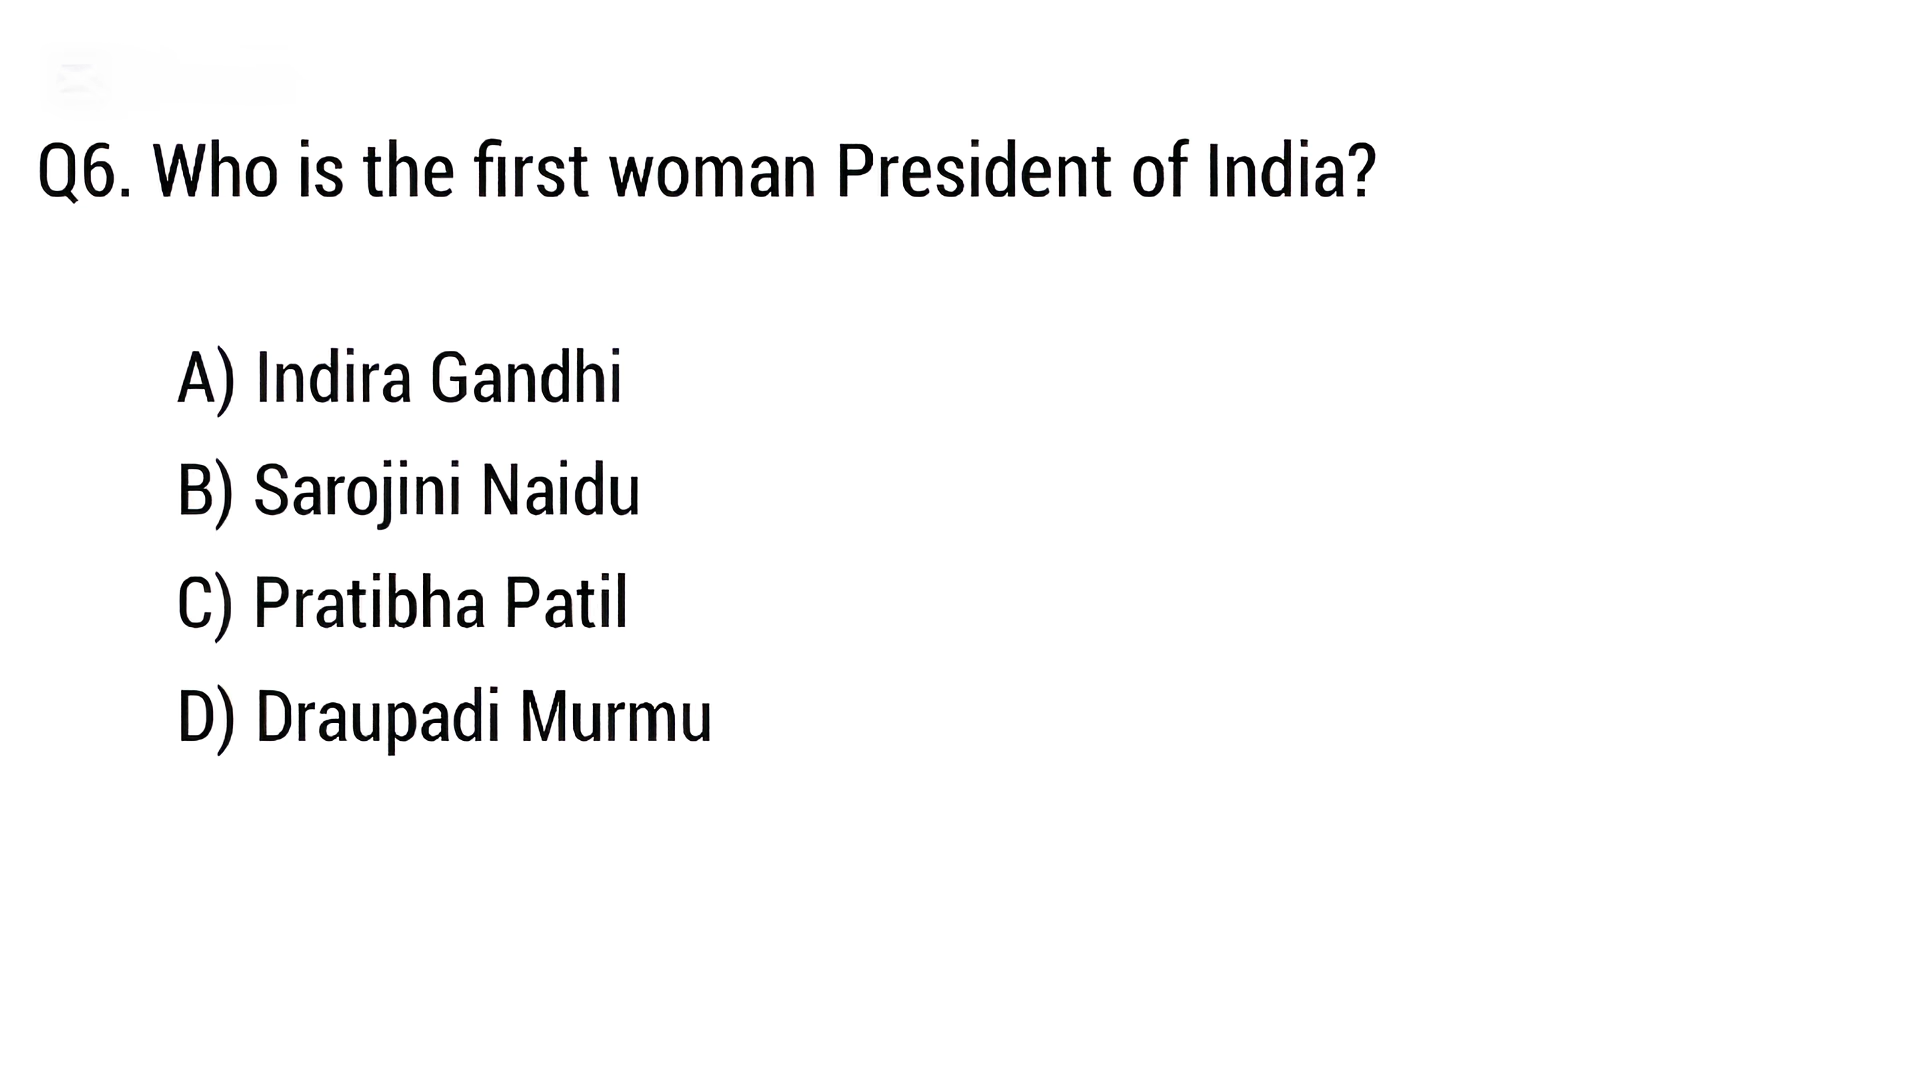 Q6. Who is the first woman President of India?
A) Indira Gandhi
B) Sarojini Naidu
C) Pratibha Patil
D) Draupadi Murmu